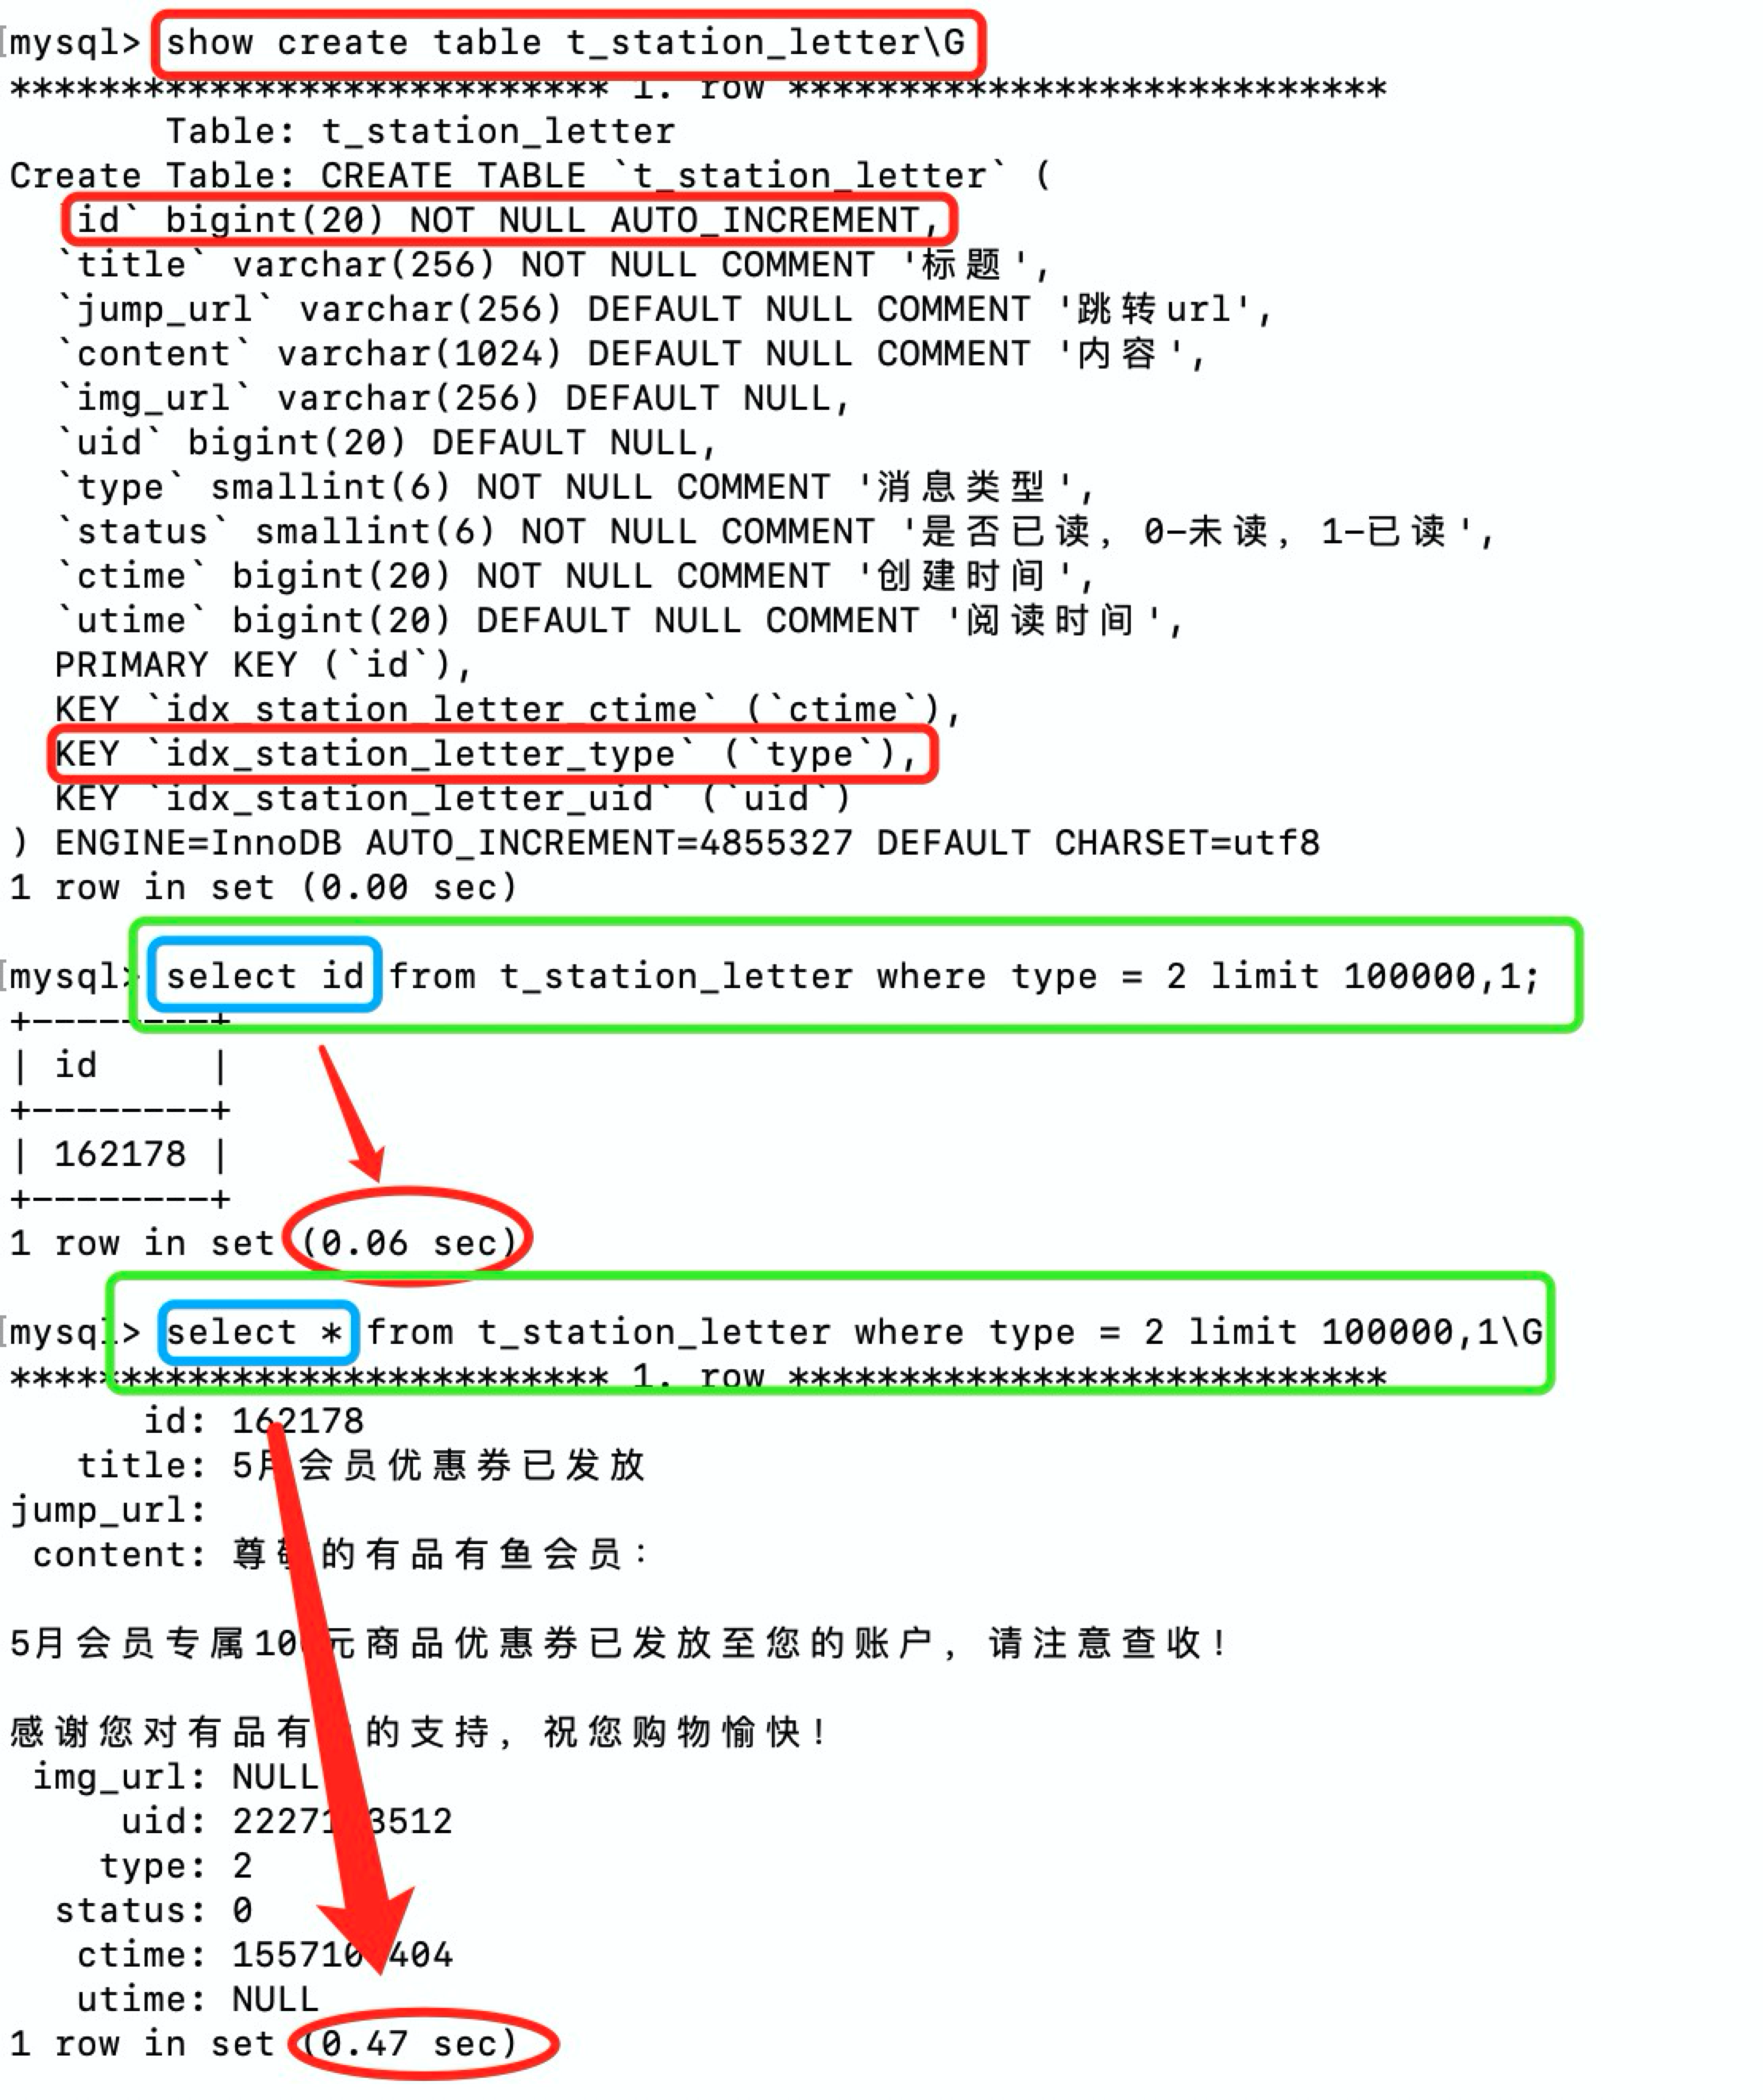 mysql> show create table t_station_letter\G
*************************** 1. row ***************************
Table: t_station_letter
Create Table: CREATE TABLE `t_station_letter` (
`id` bigint(20) NOT NULL AUTO_INCREMENT,
`title` varchar(256) NOT NULL COMMENT '标题',
`jump_url` varchar(256) DEFAULT NULL COMMENT '跳转url',
`content` varchar(1024) DEFAULT NULL COMMENT '内容',
`img_url` varchar(256) DEFAULT NULL,
`uid` bigint(20) DEFAULT NULL,
`type` smallint(6) NOT NULL COMMENT '消息类型',
`status` smallint(6) NOT NULL COMMENT '是否已读, 0-未读, 1-已读',
`ctime` bigint(20) NOT NULL COMMENT '创建时间',
`utime` bigint(20) DEFAULT NULL COMMENT '阅读时间',
PRIMARY KEY (`id`),
KEY `idx_station_letter_ctime` (`ctime`),
KEY `idx_station_letter_type` (`type`),
KEY `idx_station_letter_uid` (`uid`)
) ENGINE=InnoDB AUTO_INCREMENT=4855327 DEFAULT CHARSET=utf8
1 row in set (0.00 sec)
mysql> select id from t_station_letter where type = 2 limit 100000,1;
+--------+
| id     |
+--------+
| 162178 |
+--------+
1 row in set (0.06 sec)
mysql> select * from t_station_letter where type = 2 limit 100000,1\G
*************************** 1. row ***************************
id: 162178
title: 5月会员优惠券已发放
jump_url:
content: 尊敬的有品有鱼会员:
5月会员专属10 元商品优惠券已发放至您的账户, 请注意查收!
感谢您对有品有 的支持, 祝您购物愉快!
img_url: NULL
uid: 22271 3512
type: 2
status: 0
ctime: 155710 404
utime: NULL
1 row in set (0.47 sec)